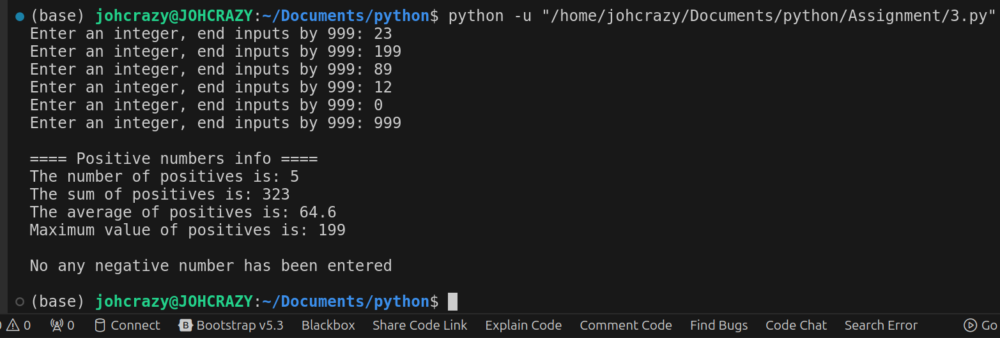 (base) johcrazy@JOHCRAZY:~/Documents/python$ python -u "/home/johcrazy/Documents/python/Assignment/3.py"
Enter an integer, end inputs by 999: 23
Enter an integer, end inputs by 999: 199
Enter an integer, end inputs by 999: 89
Enter an integer, end inputs by 999: 12
Enter an integer, end inputs by 999: 0
Enter an integer, end inputs by 999: 999
==== Positive numbers info ====
The number of positives is: 5
The sum of positives is: 323
The average of positives is: 64.6
Maximum value of positives is: 199
No any negative number has been entered
(base) johcrazy@JOHCRAZY:~/Documents/python$
0 0 Connect B Bootstrap v5.3 Blackbox Share Code Link Explain Code Comment Code Find Bugs Code Chat Search Error Go